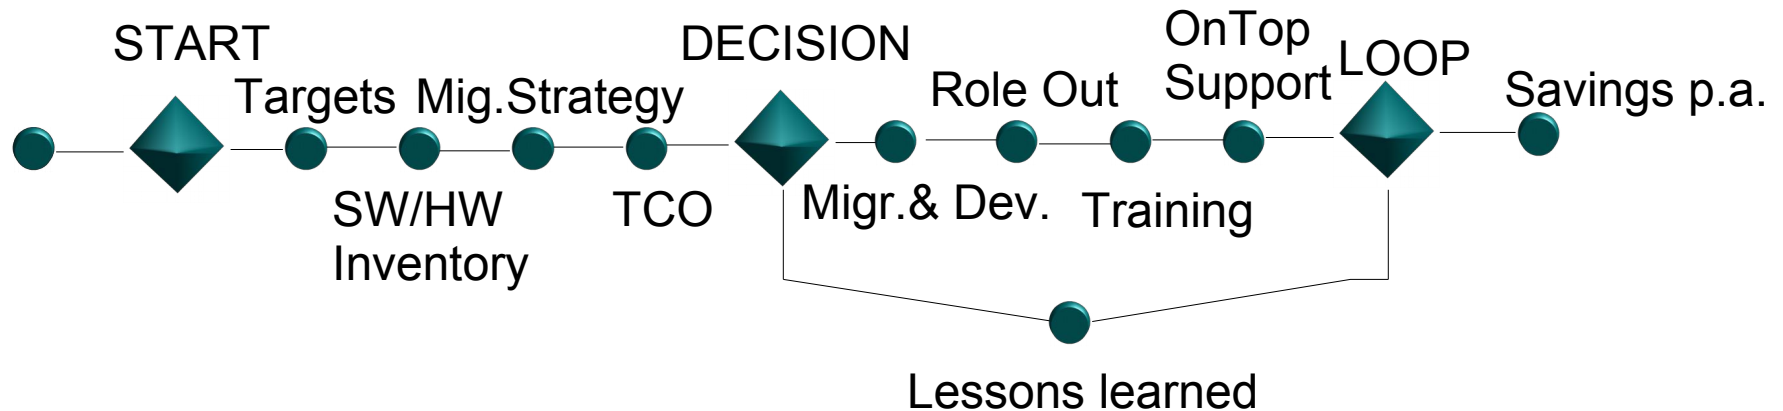 START
Targets
SW/HW
Inventory
Mig.Strategy
TCO
DECISION
Migr.& Dev.
Role Out
Training
OnTop
Support
LOOP
Savings p.a.
Lessons learned